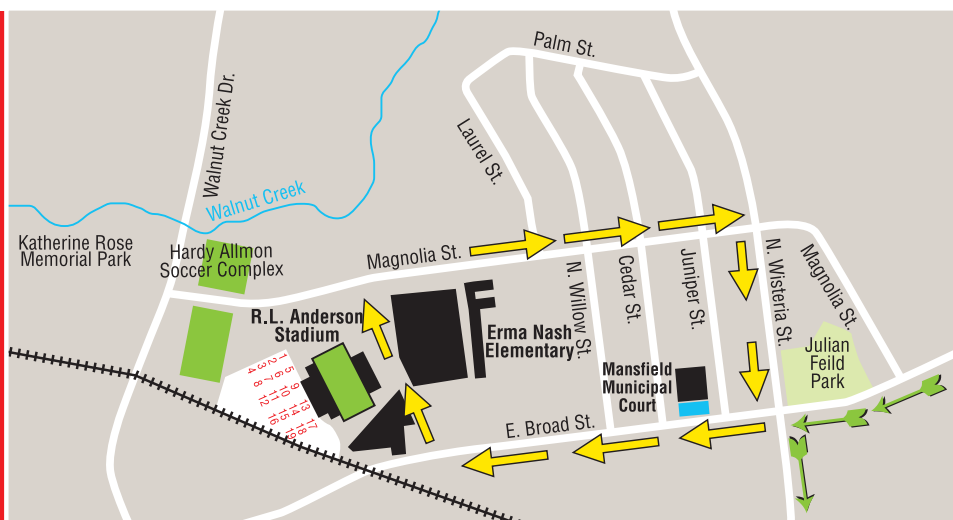 Palm St.
Walnut Creek Dr.
Laurel St.
Walnut Creek
Katherine Rose
Memorial Park
Hardy Allmon
Soccer Complex
Magnolia St.
N. Willow St.
Cedar St.
Juniper St.
N. Wisteria St.
Magnolia St.
R.L. Anderson
Stadium
Erma Nash
Elementary
Julian
Feild
Park
Mansfield
Municipal
Court
E. Broad St.
1
2
3
4
5
6
7
8
9
10
11
12
13
14
15
16
17
18
19